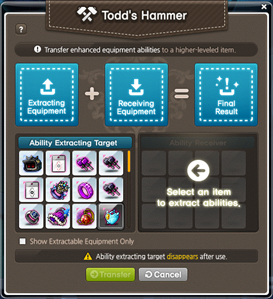 Todd's Hammer
?
! Transfer enhanced equipment abilities to a higher-leveled item.
Extracting
Equipment
+
Receiving
Equipment
=
Final
Result
Ability Extracting Target
Ability Receiver
Select an item
to extract abilities.
Show Extractable Equipment Only
Ability extracting target disappears after use.
Transfer
Cancel